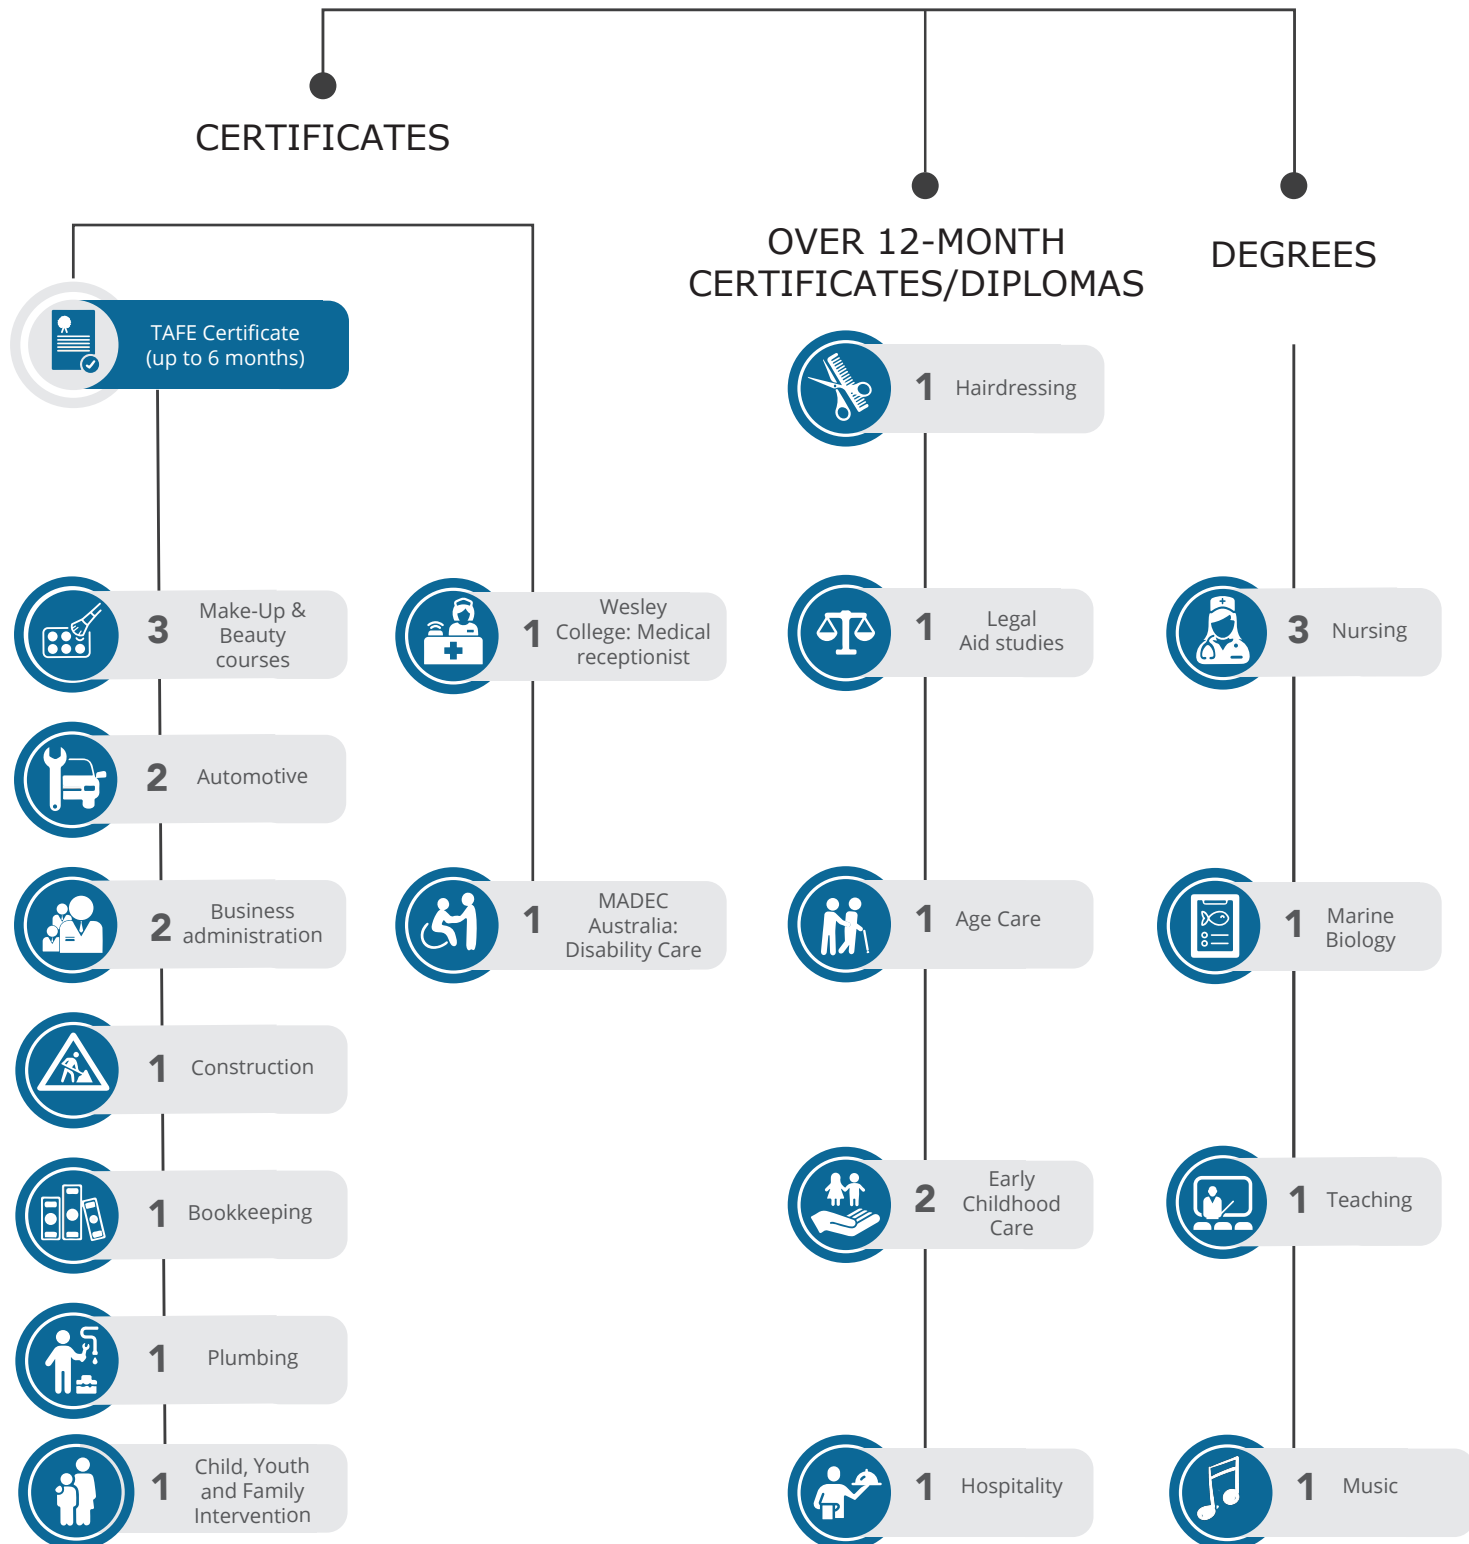 CERTIFICATES
TAFE Certificate
(up to 6 months)
3
Make-Up &
Beauty
courses
2
Automotive
2
Business
administration
1
Construction
1
Bookkeeping
1
Plumbing
1
Child, Youth
and Family
Intervention
1
Wesley
College: Medical
receptionist
1
MADEC
Australia:
Disability Care
OVER 12-MONTH
CERTIFICATES/DIPLOMAS
1
Hairdressing
1
Legal
Aid studies
1
Age Care
2
Early
Childhood
Care
1
Hospitality
DEGREES
3
Nursing
1
Marine
Biology
1
Teaching
1
Music